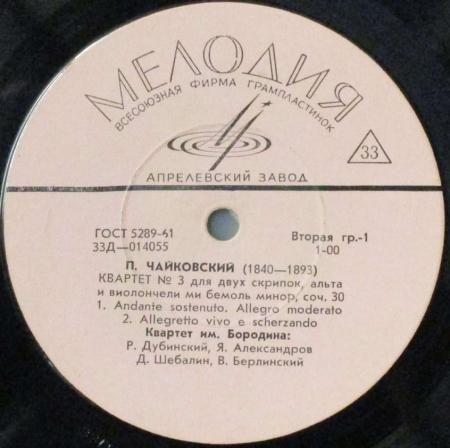 МЕЛОДИЯ
ВСЕСОЮЗНАЯ ФИРМА ГРАМПЛАСТИНОК
33
АПРЕЛЕВСКИЙ ЗАВОД
ГОСТ 5289-61
33Д—014055
Вторая гр.-1
1-00
П. ЧАЙКОВСКИЙ (1840—1893)
КВАРТЕТ № 3 для двух скрипок, альта
и виолончели ми бемоль минор, соч. 30
1. Andante sostenuto. Allegro moderato
2. Allegretto vivo e scherzando
Квартет им. Бородина:
Р. Дубинский, Я. Александров
Д. Шебалин, В. Берлинский